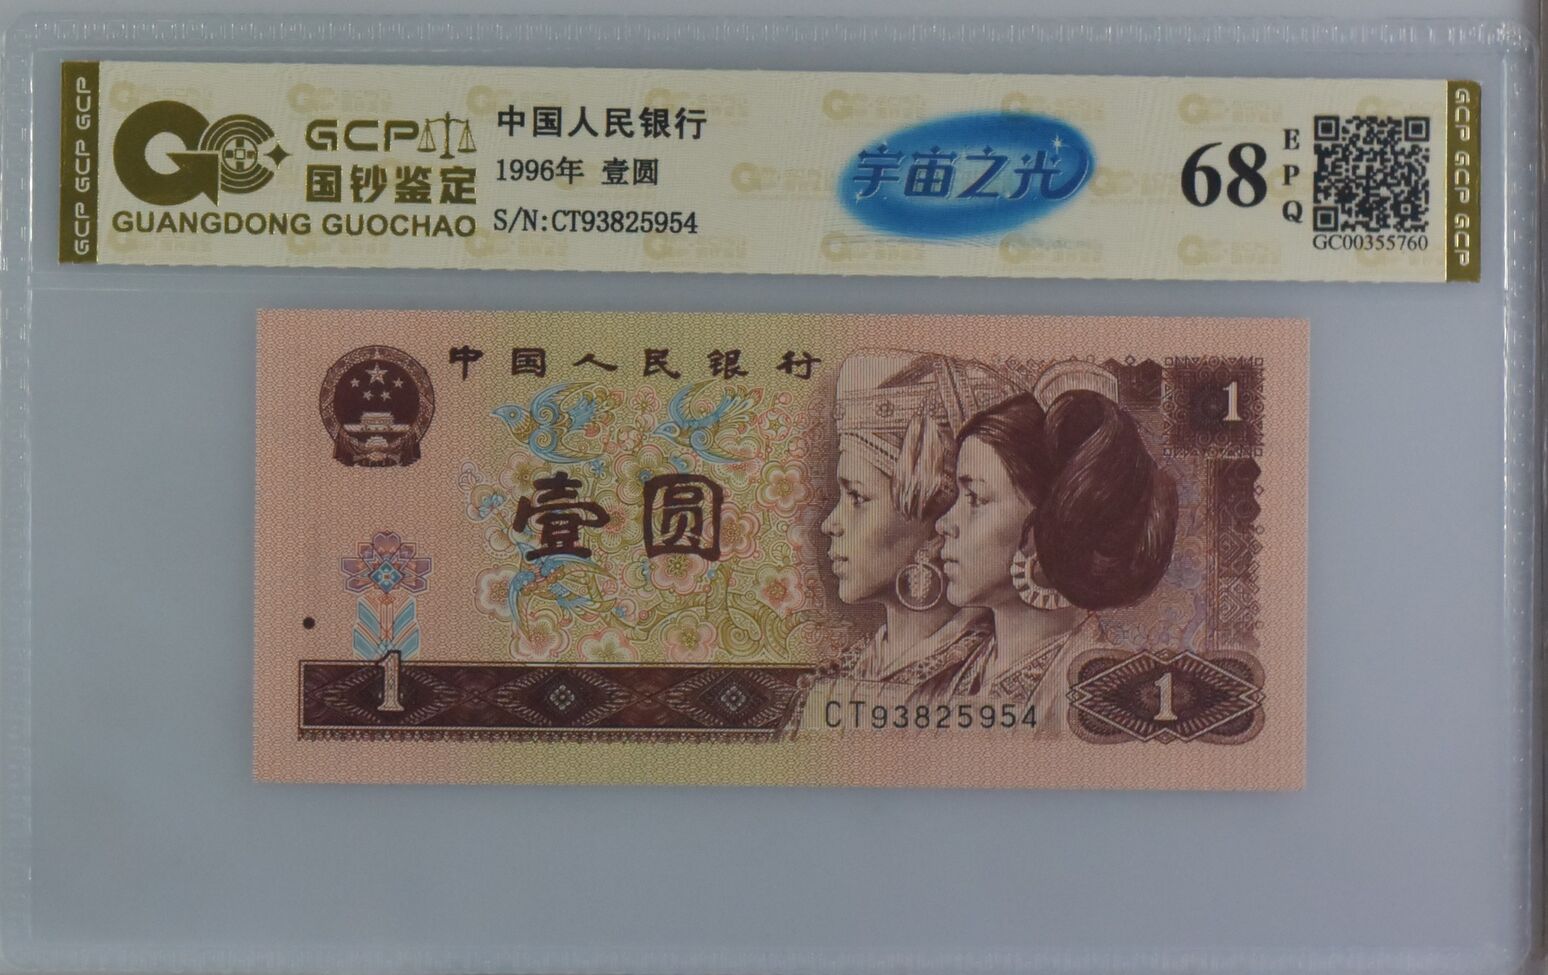 GCP GCP GCP
GCP
国钞鉴定
GUANGDONG GUOCHAO
中国人民银行
1996年 壹圆
S/N:CT93825954
宇宙之光
68
EPQ
GC00355760
GCP GCP GCP
中国人民银行
1
壹圆
1
CT93825954
1